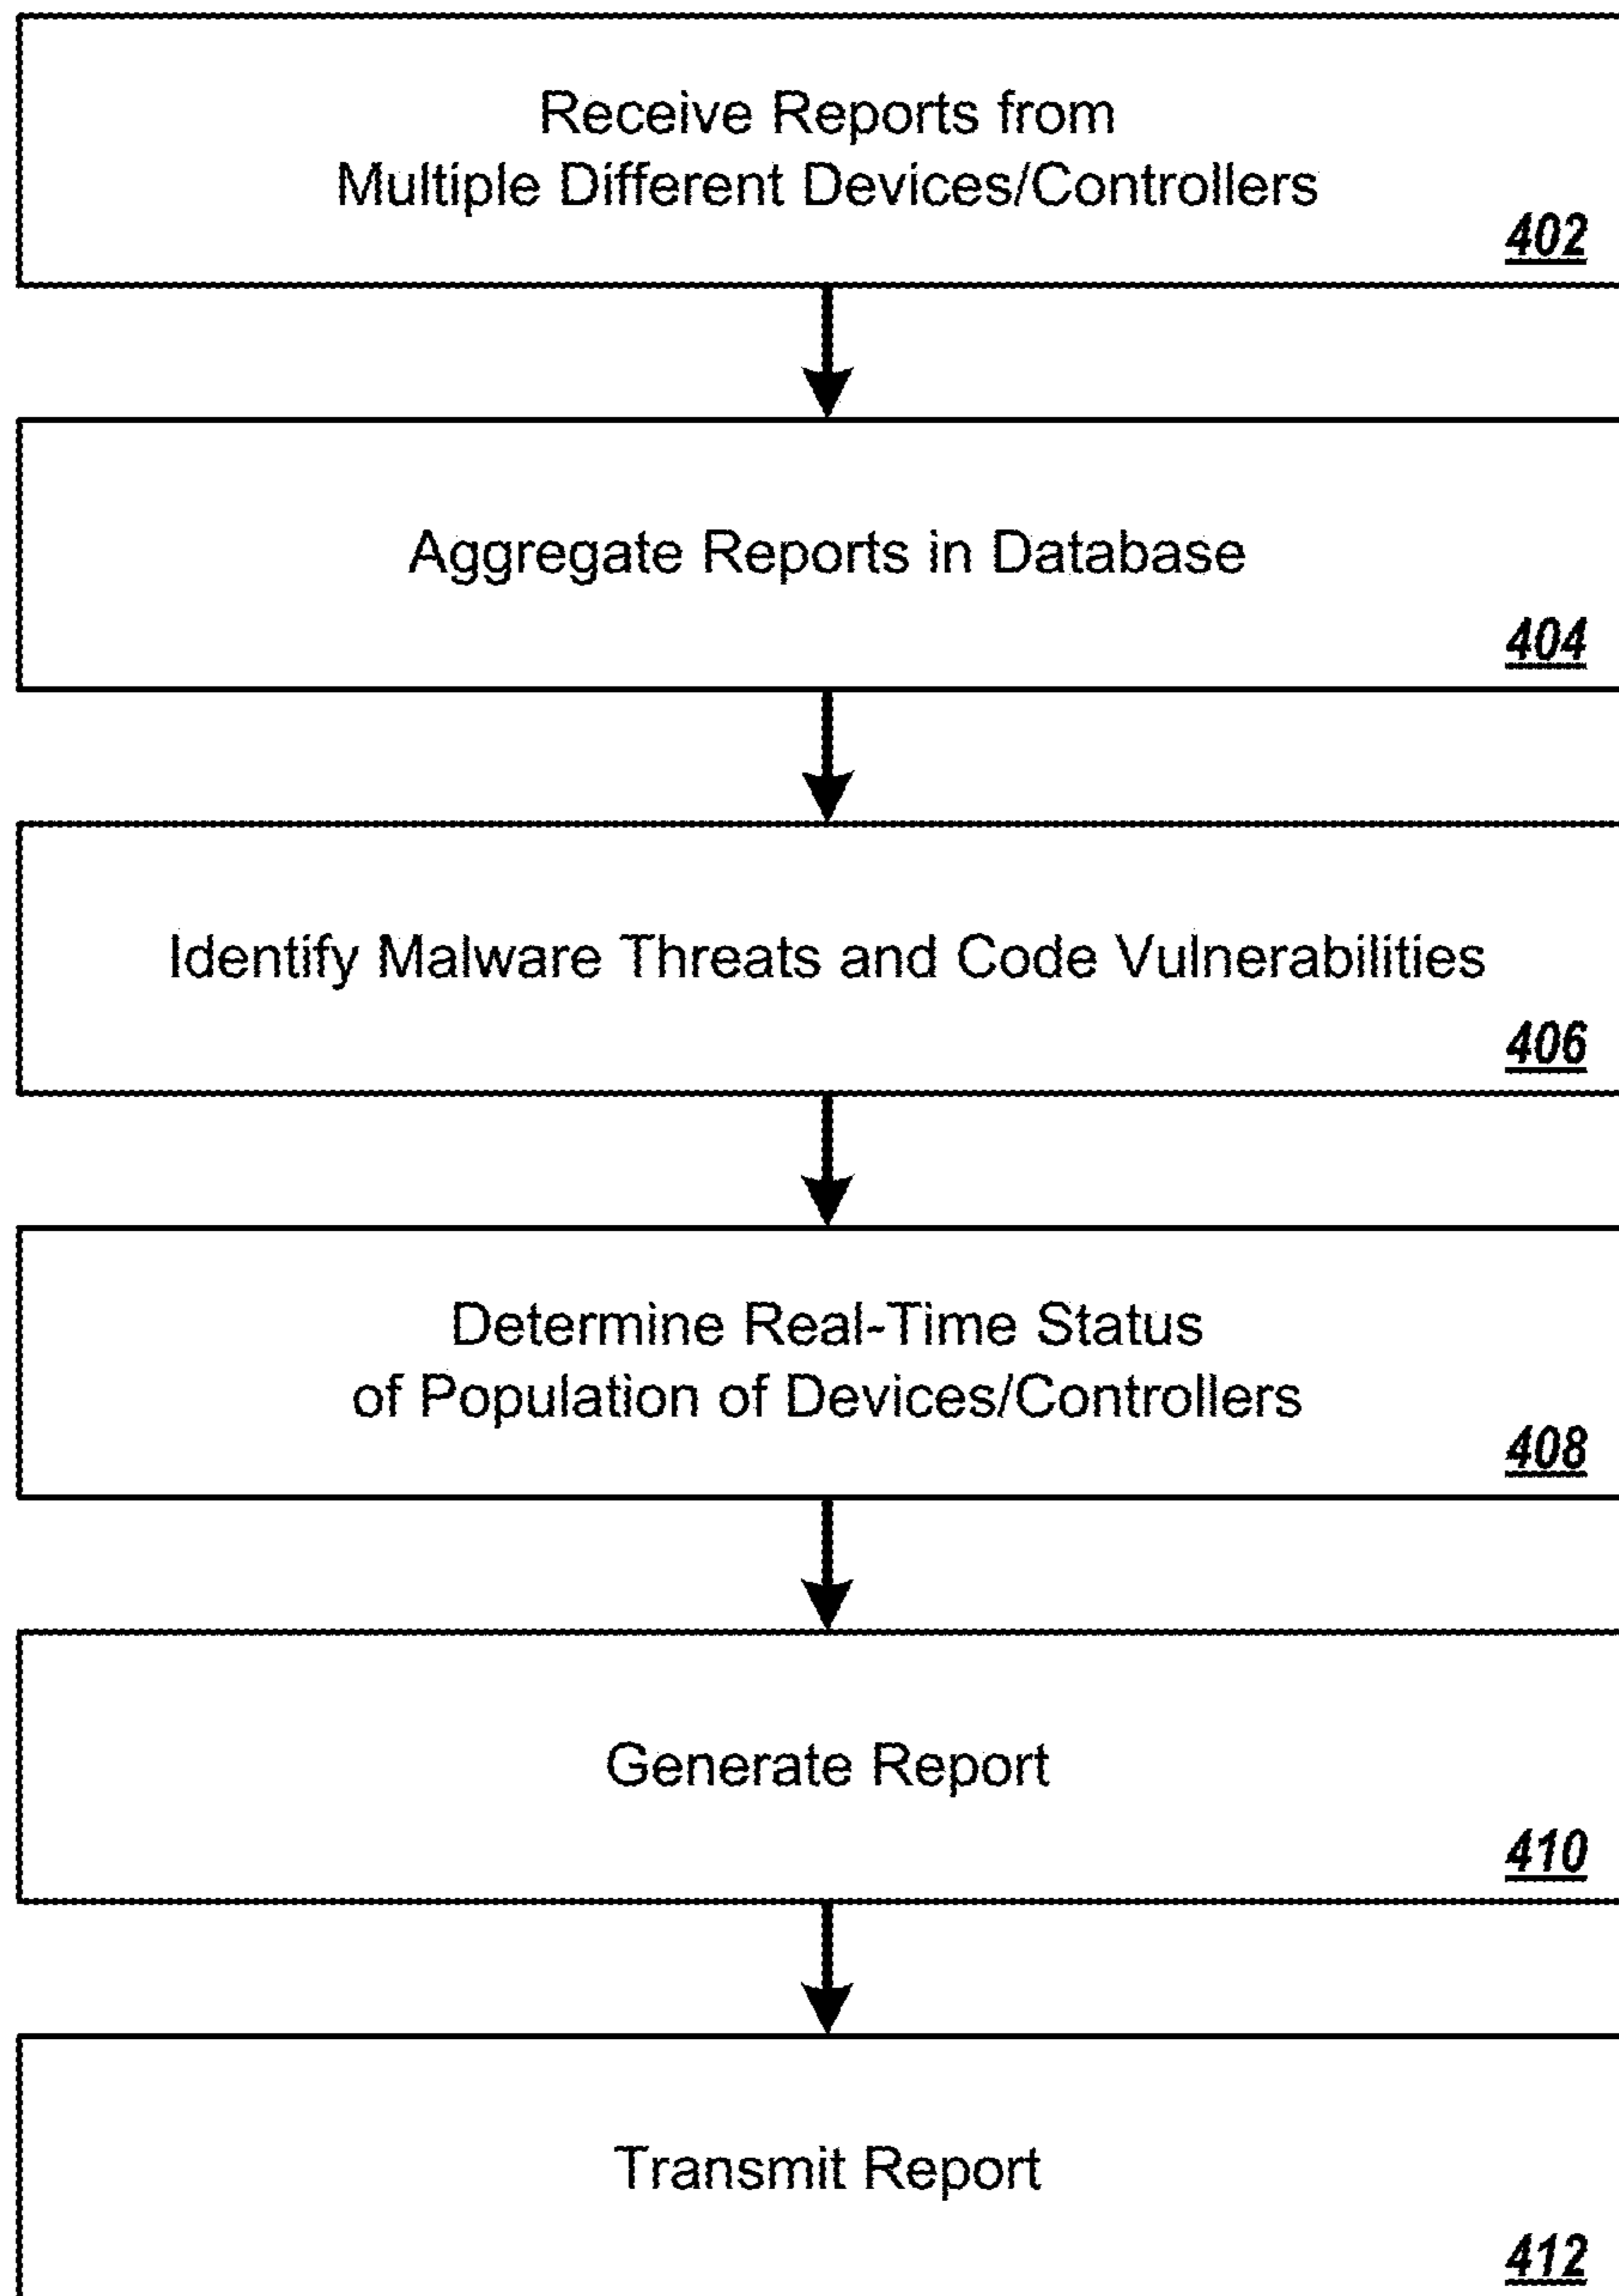 Receive Reports from
Multiple Different Devices/Controllers
402
Aggregate Reports in Database
404
Identify Malware Threats and Code Vulnerabilities
406
Determine Real-Time Status
of Population of Devices/Controllers
408
Generate Report
410
Transmit Report
412